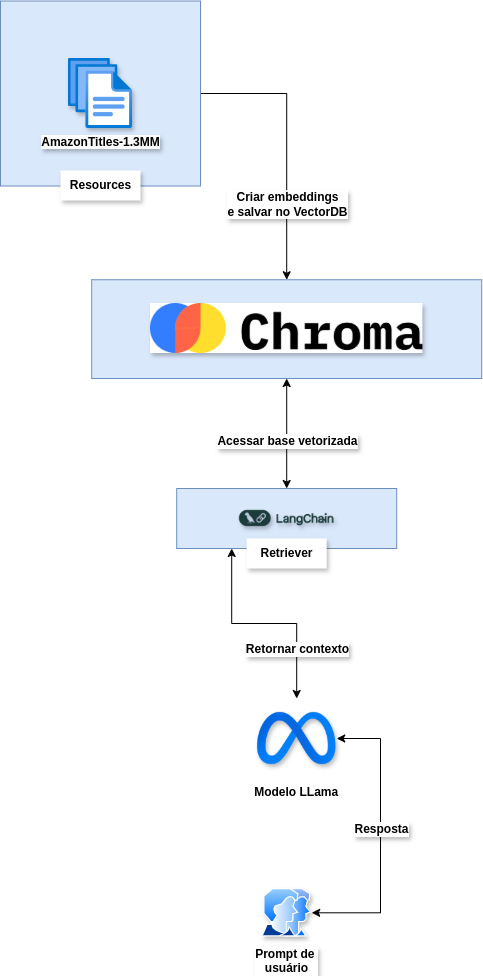 AmazonTitles-1.3MM
Resources
Criar embeddings
e salvar no VectorDB
Chroma
Acessar base vetorizada
LangChain
Retriever
Retornar contexto
Modelo LLama
Resposta
Prompt de
usuário